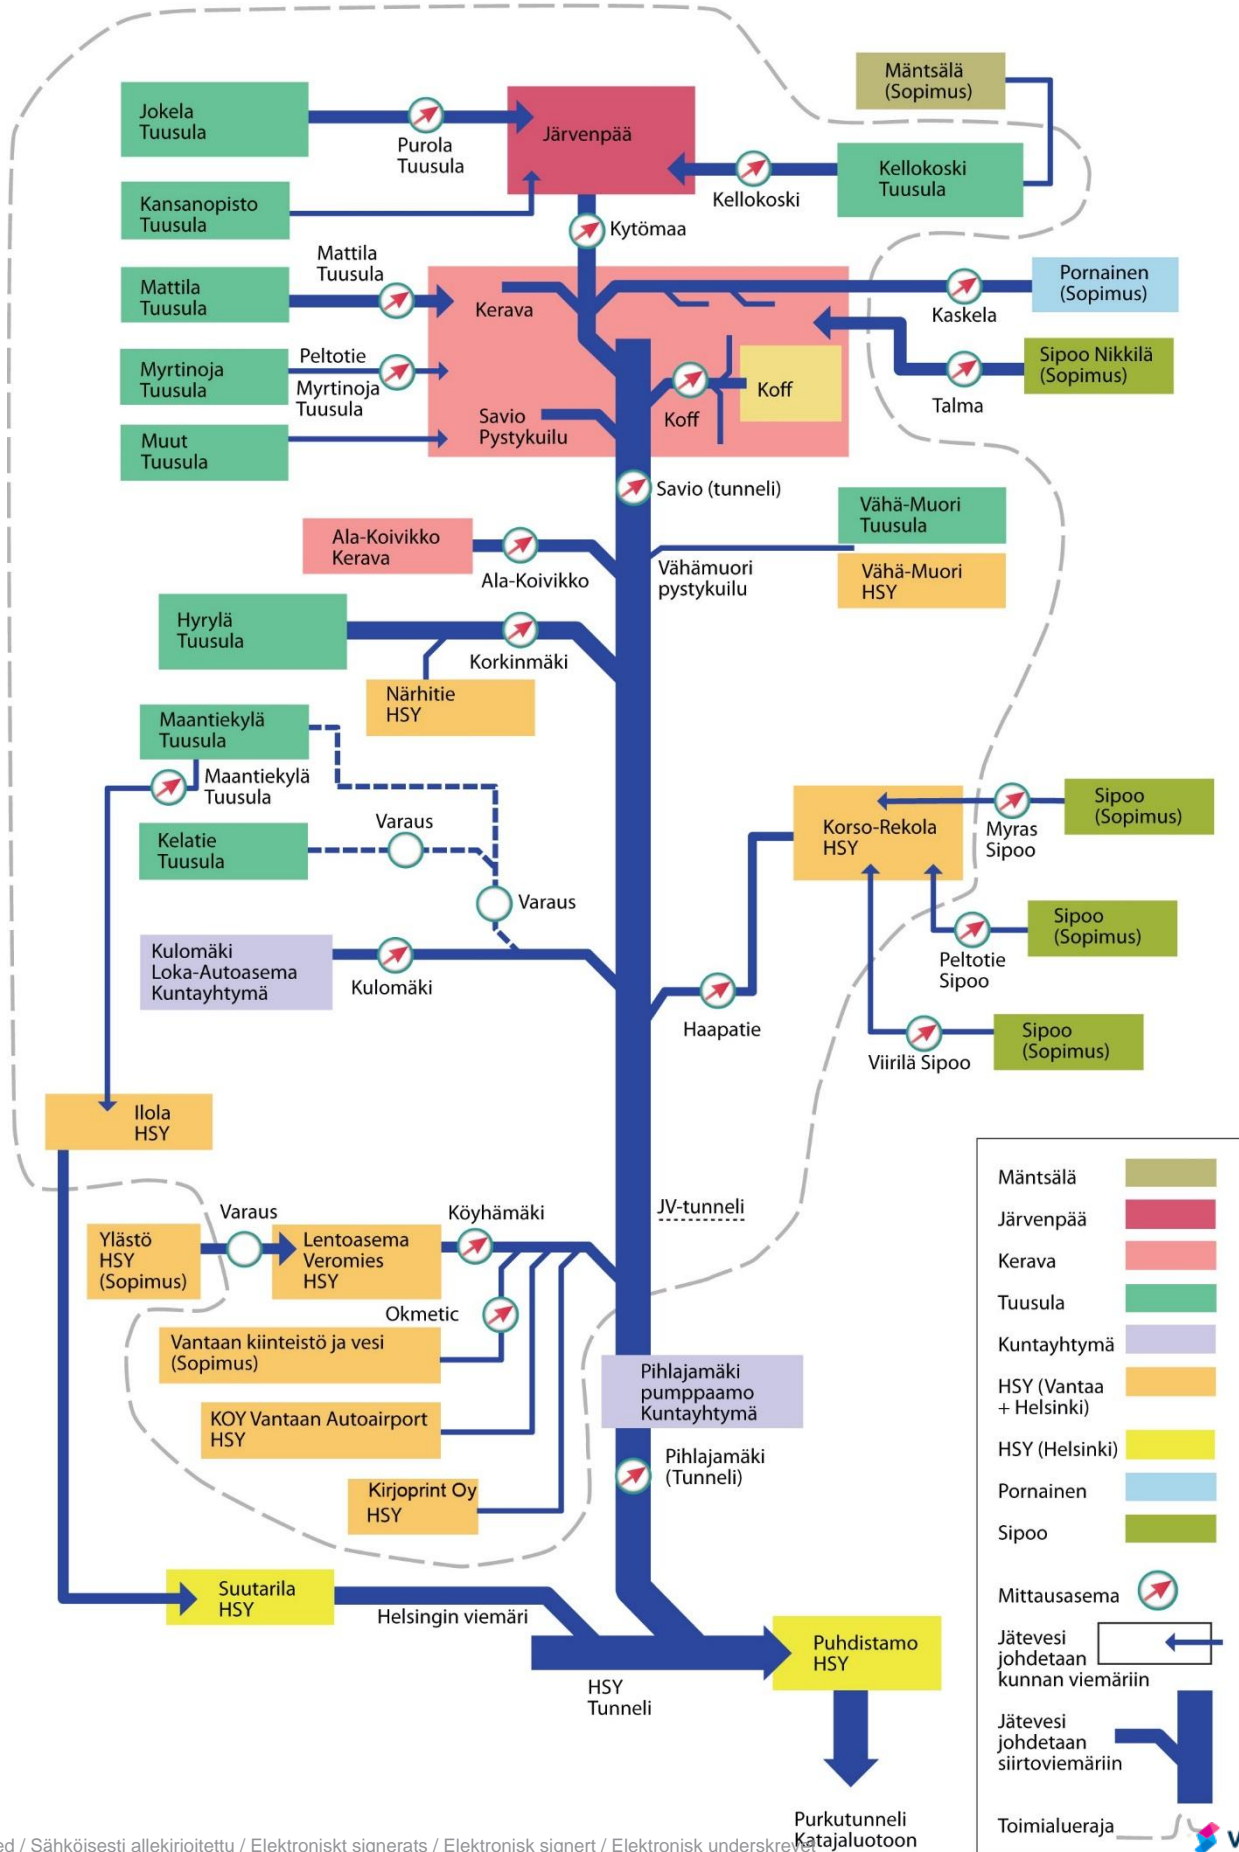 Mäntsälä
(Sopimus)
Jokela
Tuusula
Järvenpää
Purola
Tuusula
Kellokoski
Kellokoski
Tuusula
Kansanopisto
Tuusula
Kytömaa
Mattila
Tuusula
Mattila
Tuusula
Kerava
Kaskela
Pornainen
(Sopimus)
Myrtinoja
Tuusula
Peltotie
Myrtinoja
Tuusula
Koff
Koff
Talma
Sipoo Nikkilä
(Sopimus)
Muut
Tuusula
Savio
Pystykuilu
Savio (tunneli)
Ala-Koivikko
Kerava
Ala-Koivikko
Vähämuori
pystykuilu
Vähä-Muori
Tuusula
Vähä-Muori
HSY
Hyrylä
Tuusula
Korkinmäki
Närhitie
HSY
Maantiekylä
Tuusula
Maantiekylä
Tuusula
Kelatie
Tuusula
Varaus
Varaus
Korso-Rekola
HSY
Myras
Sipoo
Sipoo
(Sopimus)
Peltotie
Sipoo
Sipoo
(Sopimus)
Viirilä Sipoo
Sipoo
(Sopimus)
Kulomäki
Loka-Autoasema
Kuntayhtymä
Kulomäki
Haapatie
Ilola
HSY
JV-tunneli
Ylästö
HSY
(Sopimus)
Varaus
Lentoasema
Veromies
HSY
Köyhämäki
Okmetic
Vantaan kiinteistö ja vesi
(Sopimus)
KOY Vantaan Autoairport
HSY
Kirjoprint Oy
HSY
Pihlajamäki
pumppaamo
Kuntayhtymä
Pihlajamäki
(Tunneli)
Suutarila
HSY
Helsingin viemäri
HSY
Tunneli
Puhdistamo
HSY
Purkutunneli
Katajaluotoon
Mäntsälä
Järvenpää
Kerava
Tuusula
Kuntayhtymä
HSY (Vantaa
+ Helsinki)
HSY (Helsinki)
Pornainen
Sipoo
Mittausasema
Jätevesi
johdetaan
kunnan viemäriin
Jätevesi
johdetaan
siirtoviemäriin
Toimialueraja
ed / Sähköisesti allekirjoitettu / Elektroniskt signerats / Elektronisk signert / Elektronisk underskrevet
V